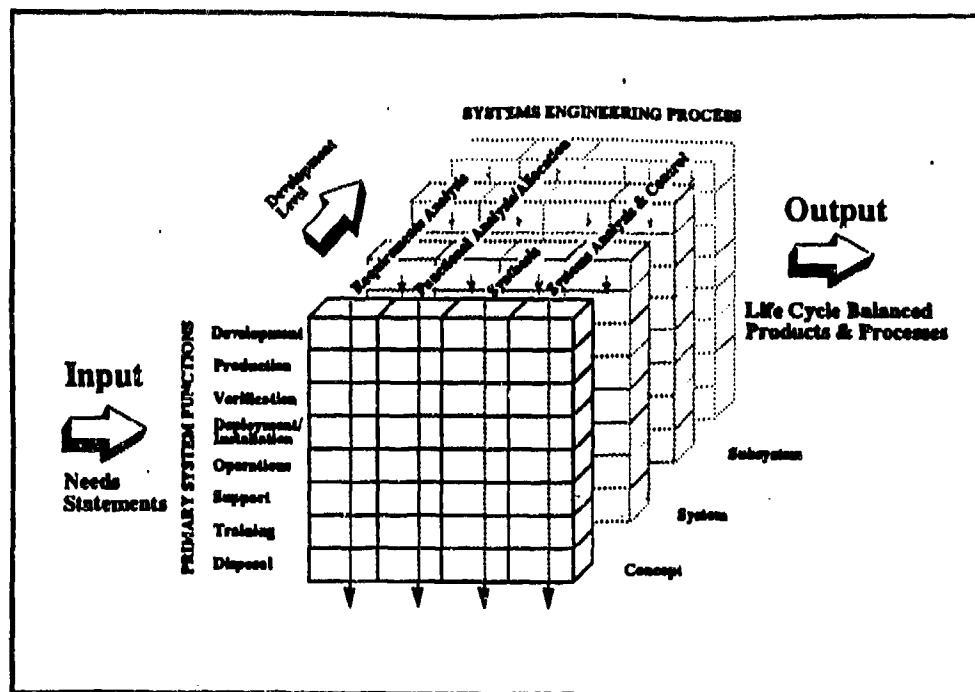 SYSTEMS ENGINEERING PROCESS
Development
Level
Requirements Analysis
Functional Analysis/Allocation
Synthesis
Systems Analysis & Control
Output
Life Cycle Balanced
Products & Processes
Input
Needs
Statements
PRIMARY SYSTEM FUNCTIONS
Development
Production
Verification
Deployment/
Installation
Operations
Support
Training
Disposal
Subsystem
System
Concept